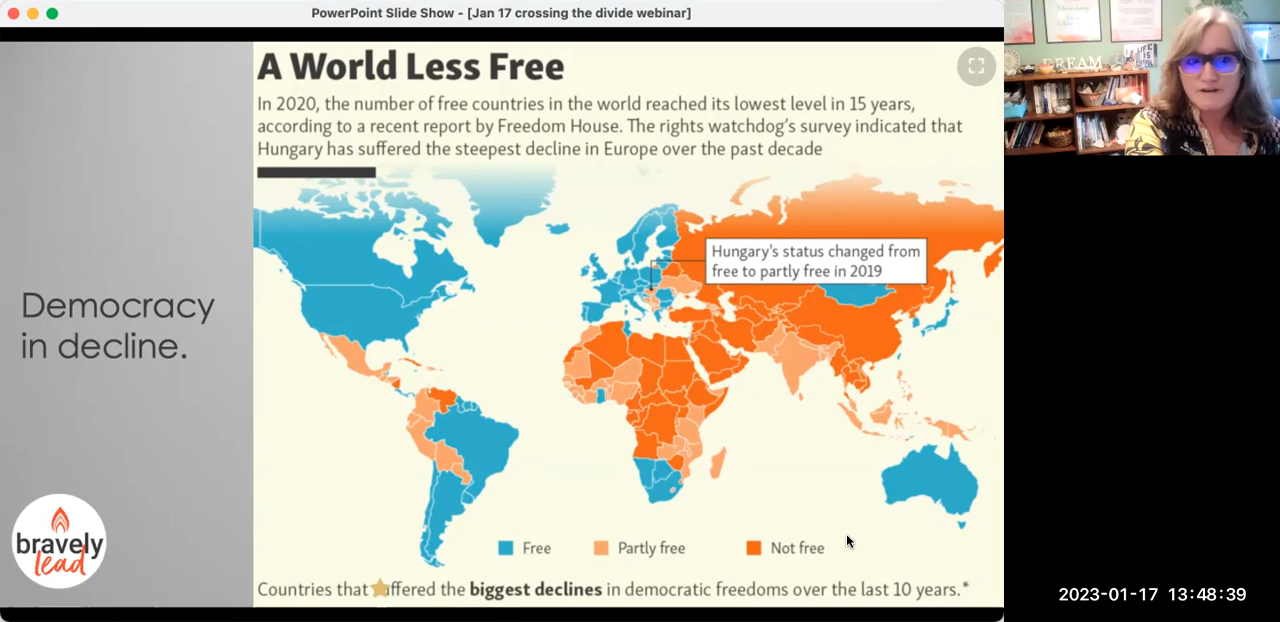 PowerPoint Slide Show - [Jan 17 crossing the divide webinar]
A World Less Free
In 2020, the number of free countries in the world reached its lowest level in 15 years,
according to a recent report by Freedom House. The rights watchdog's survey indicated that
Hungary has suffered the steepest decline in Europe over the past decade
Hungary's status changed from
free to partly free in 2019
Democracy
in decline.
bravely
lead
Free
Partly free
Not free
Countries that suffered the biggest declines in democratic freedoms over the last 10 years.*
DREAM
LIFE IS
2023-01-17 13:48:39